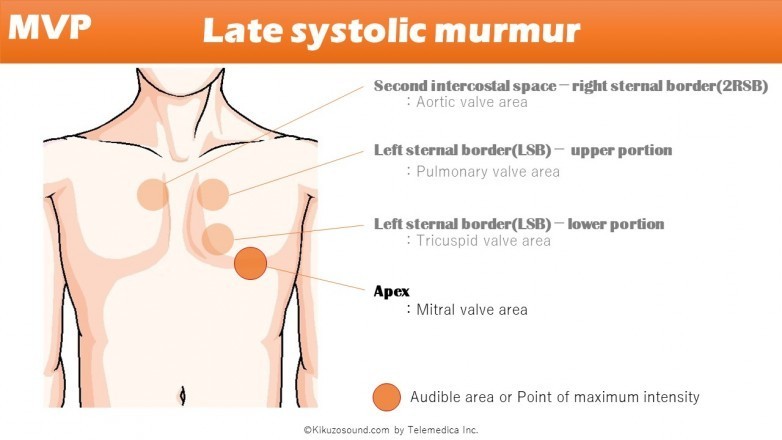 MVP
Late systolic murmur
Second intercostal space－right sternal border(2RSB)
：Aortic valve area
Left sternal border(LSB)－ upper portion
：Pulmonary valve area
Left sternal border(LSB)－lower portion
：Tricuspid valve area
Apex
：Mitral valve area
Audible area or Point of maximum intensity
©Kikuzosound.com by Telemedica Inc.